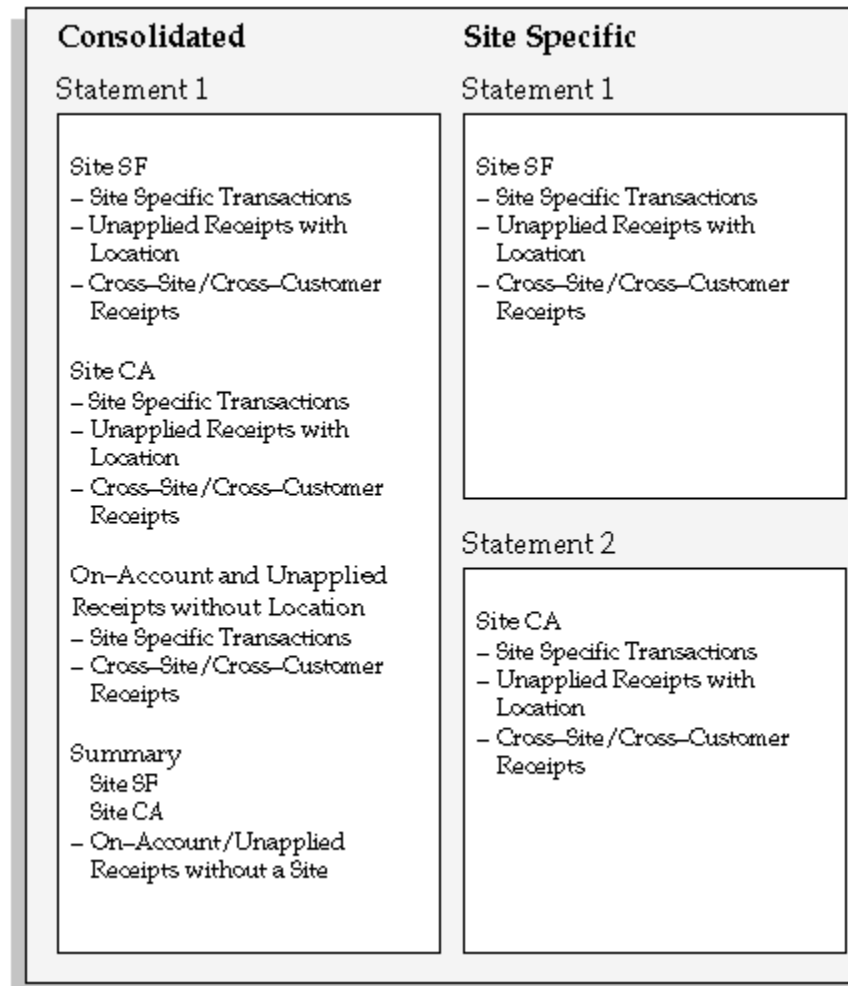 Consolidated
Statement 1
Site SF
– Site Specific Transactions
– Unapplied Receipts with
Location
– Cross–Site/Cross–Customer
Receipts
Site CA
– Site Specific Transactions
– Unapplied Receipts with
Location
– Cross–Site/Cross–Customer
Receipts
On–Account and Unapplied
Receipts without Location
– Site Specific Transactions
– Cross–Site/Cross–Customer
Receipts
Summary
Site SF
Site CA
– On–Account/Unapplied
Receipts without a Site
Site Specific
Statement 1
Site SF
– Site Specific Transactions
– Unapplied Receipts with
Location
– Cross–Site/Cross–Customer
Receipts
Statement 2
Site CA
– Site Specific Transactions
– Unapplied Receipts with
Location
– Cross–Site/Cross–Customer
Receipts